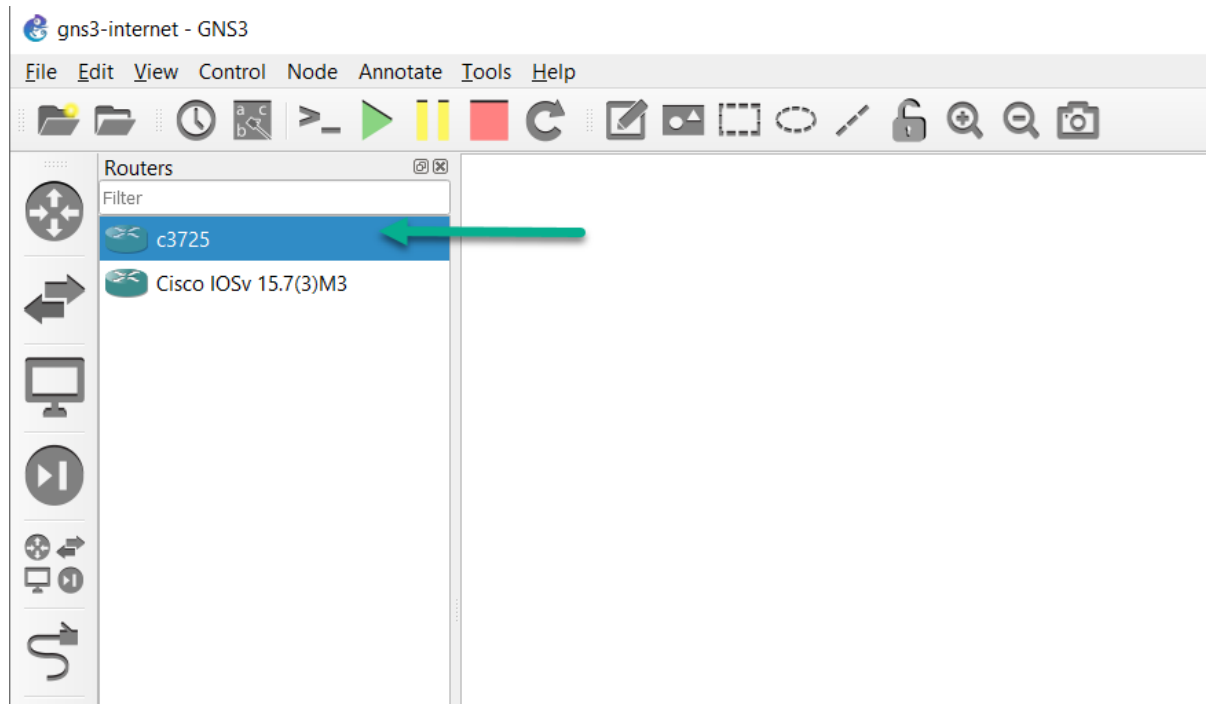 gns3-internet - GNS3
File Edit View Control Node Annotate Tools Help
a c
b
>_
Routers
Filter
c3725
Cisco IOSv 15.7(3)M3